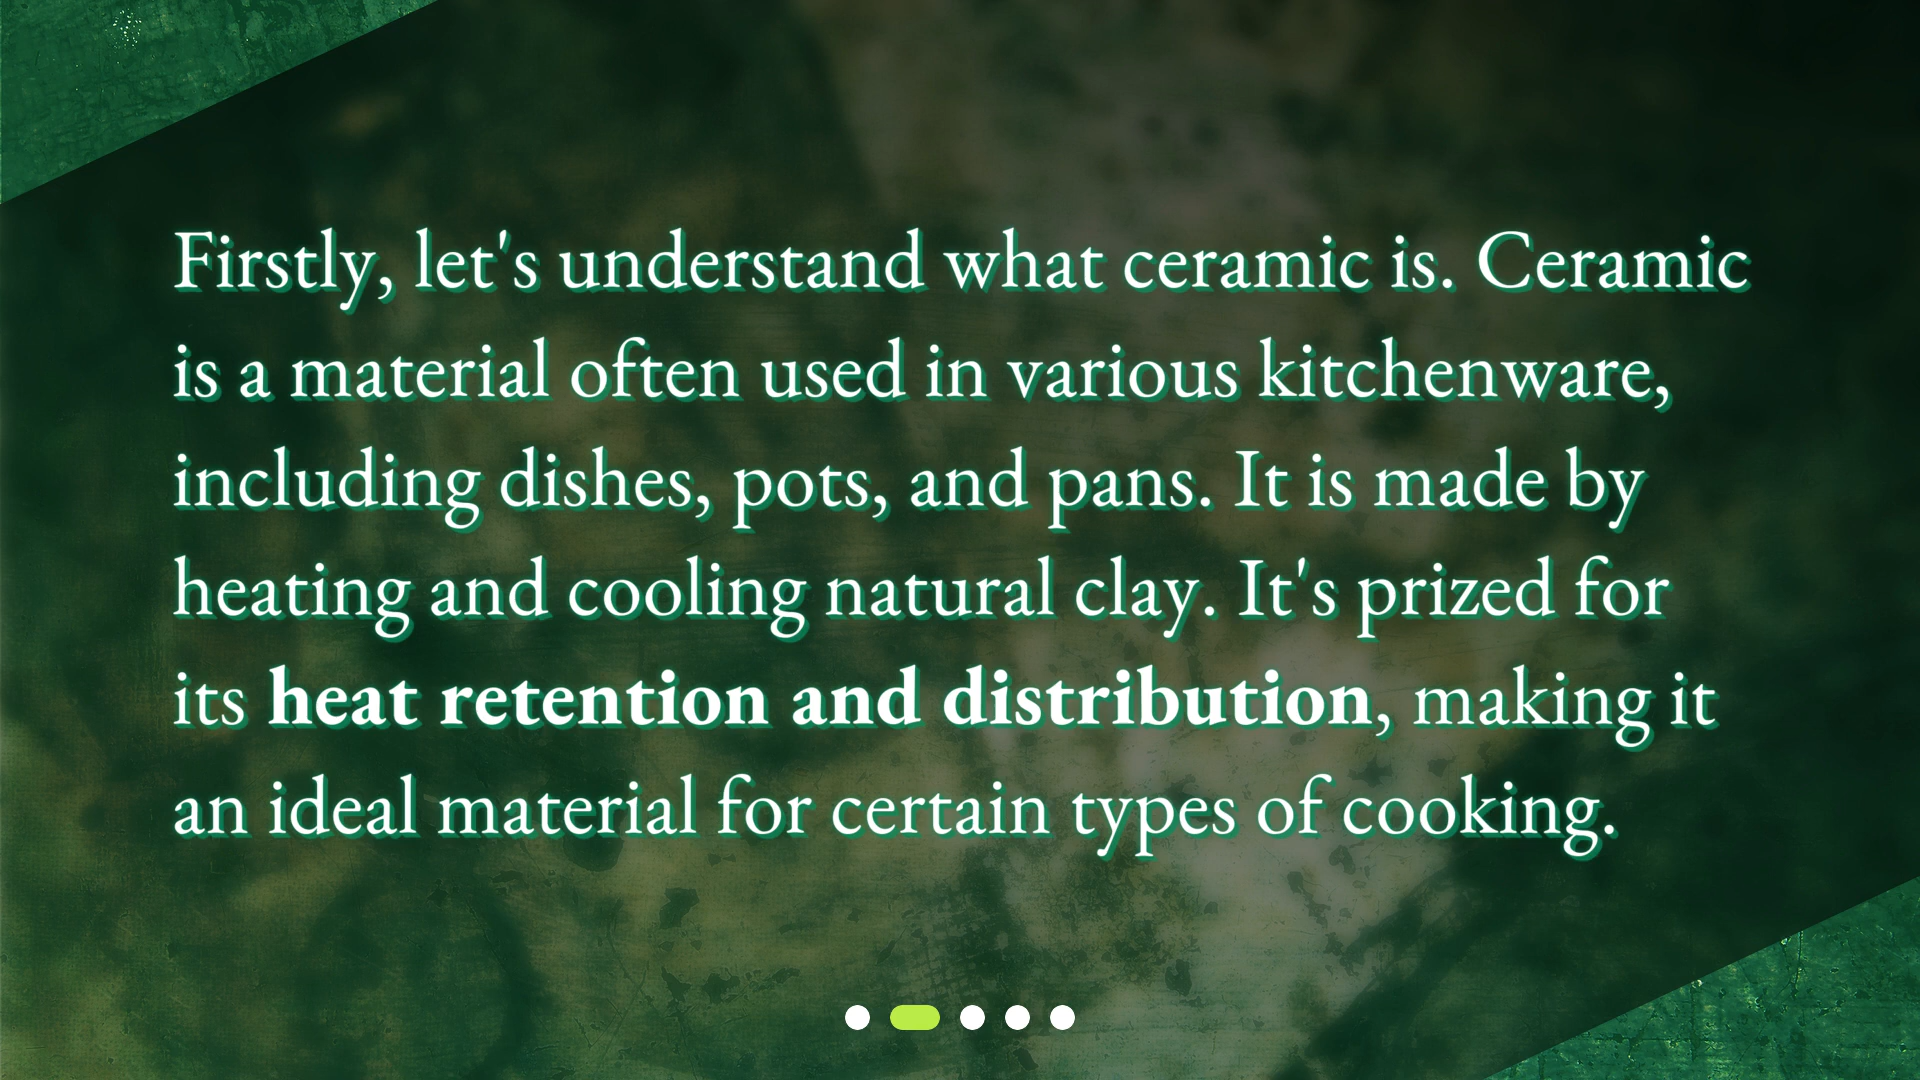 Firstly, let's understand what ceramic is. Ceramic
is a material often used in various kitchenware,
including dishes, pots, and pans. It is made by
heating and cooling natural clay. It's prized for
its heat retention and distribution, making it
an ideal material for certain types of cooking.